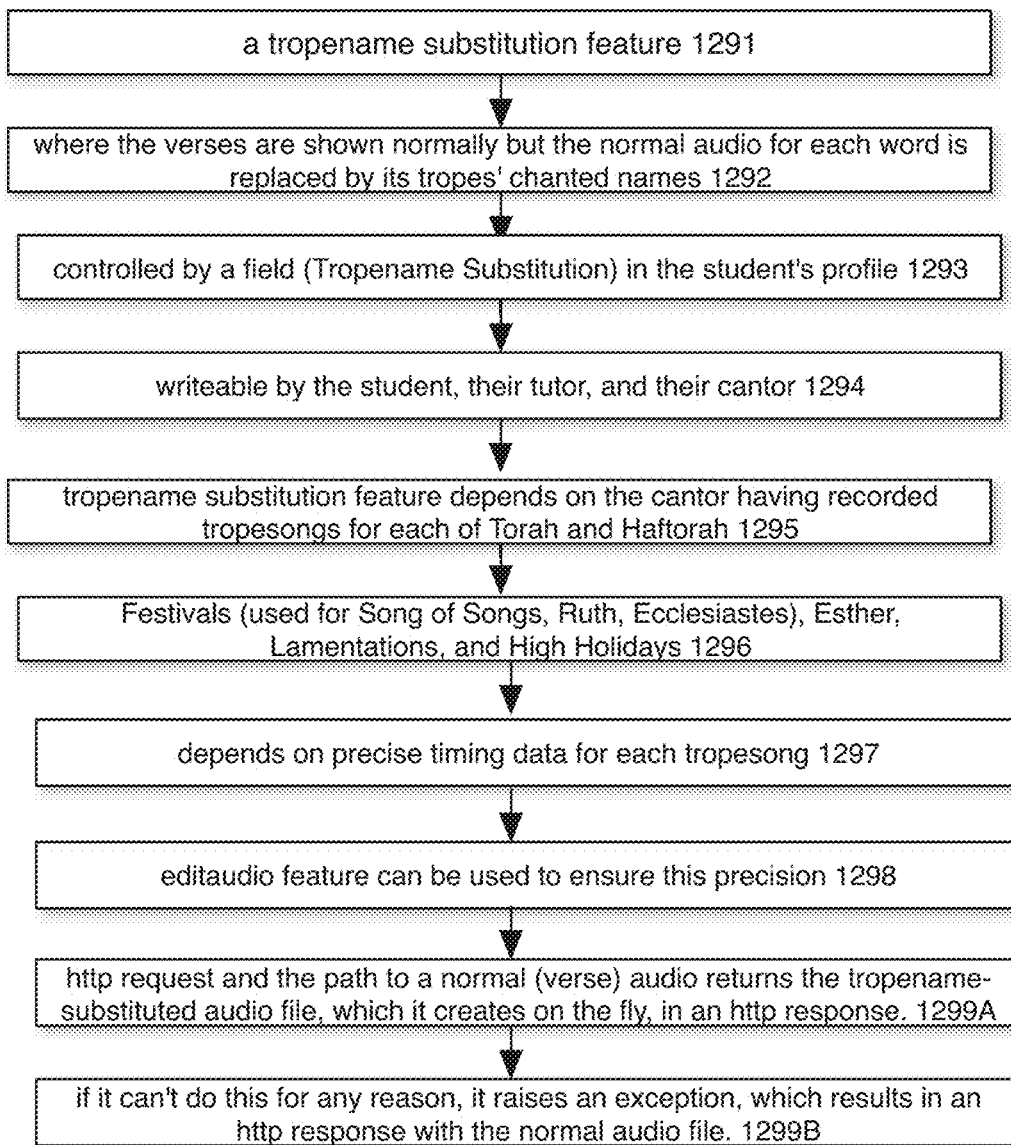 a tropename substitution feature 1291
where the verses are shown normally but the normal audio for each word is
replaced by its tropes' chanted names 1292
controlled by a field (Tropename Substitution) in the student's profile 1293
writeable by the student, their tutor, and their cantor 1294
tropename substitution feature depends on the cantor having recorded
tropesongs for each of Torah and Haftorah 1295
Festivals (used for Song of Songs, Ruth, Ecclesiastes), Esther,
Lamentations, and High Holidays 1296
depends on precise timing data for each tropesong 1297
editaudio feature can be used to ensure this precision 1298
http request and the path to a normal (verse) audio returns the tropename-
substituted audio file, which it creates on the fly, in an http response. 1299A
if it can't do this for any reason, it raises an exception, which results in an
http response with the normal audio file. 1299B